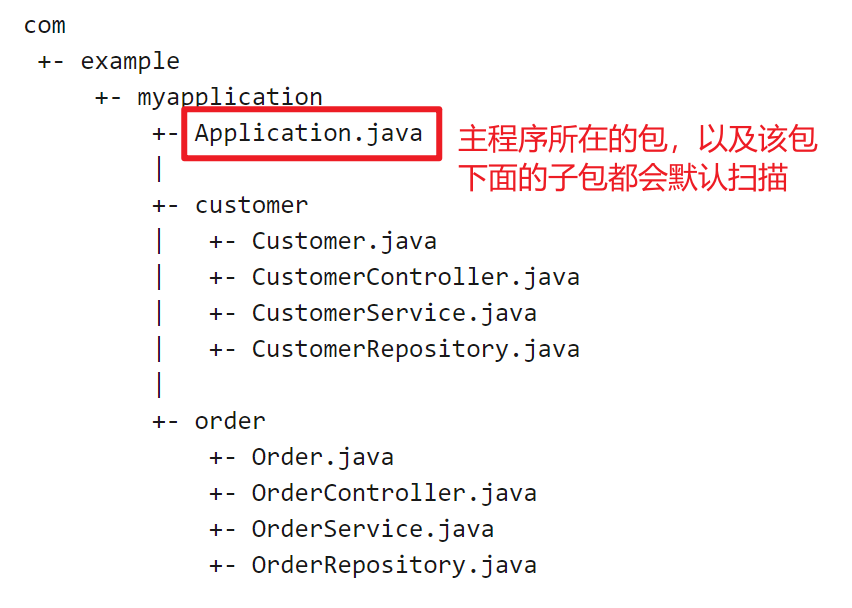 com
+- example
+- myapplication
+- Application.java
主程序所在的包，以及该包
|
下面的子包都会默认扫描
+- customer
| +- Customer.java
| +- CustomerController.java
| +- CustomerService.java
| +- CustomerRepository.java
|
+- order
+- Order.java
+- OrderController.java
+- OrderService.java
+- OrderRepository.java